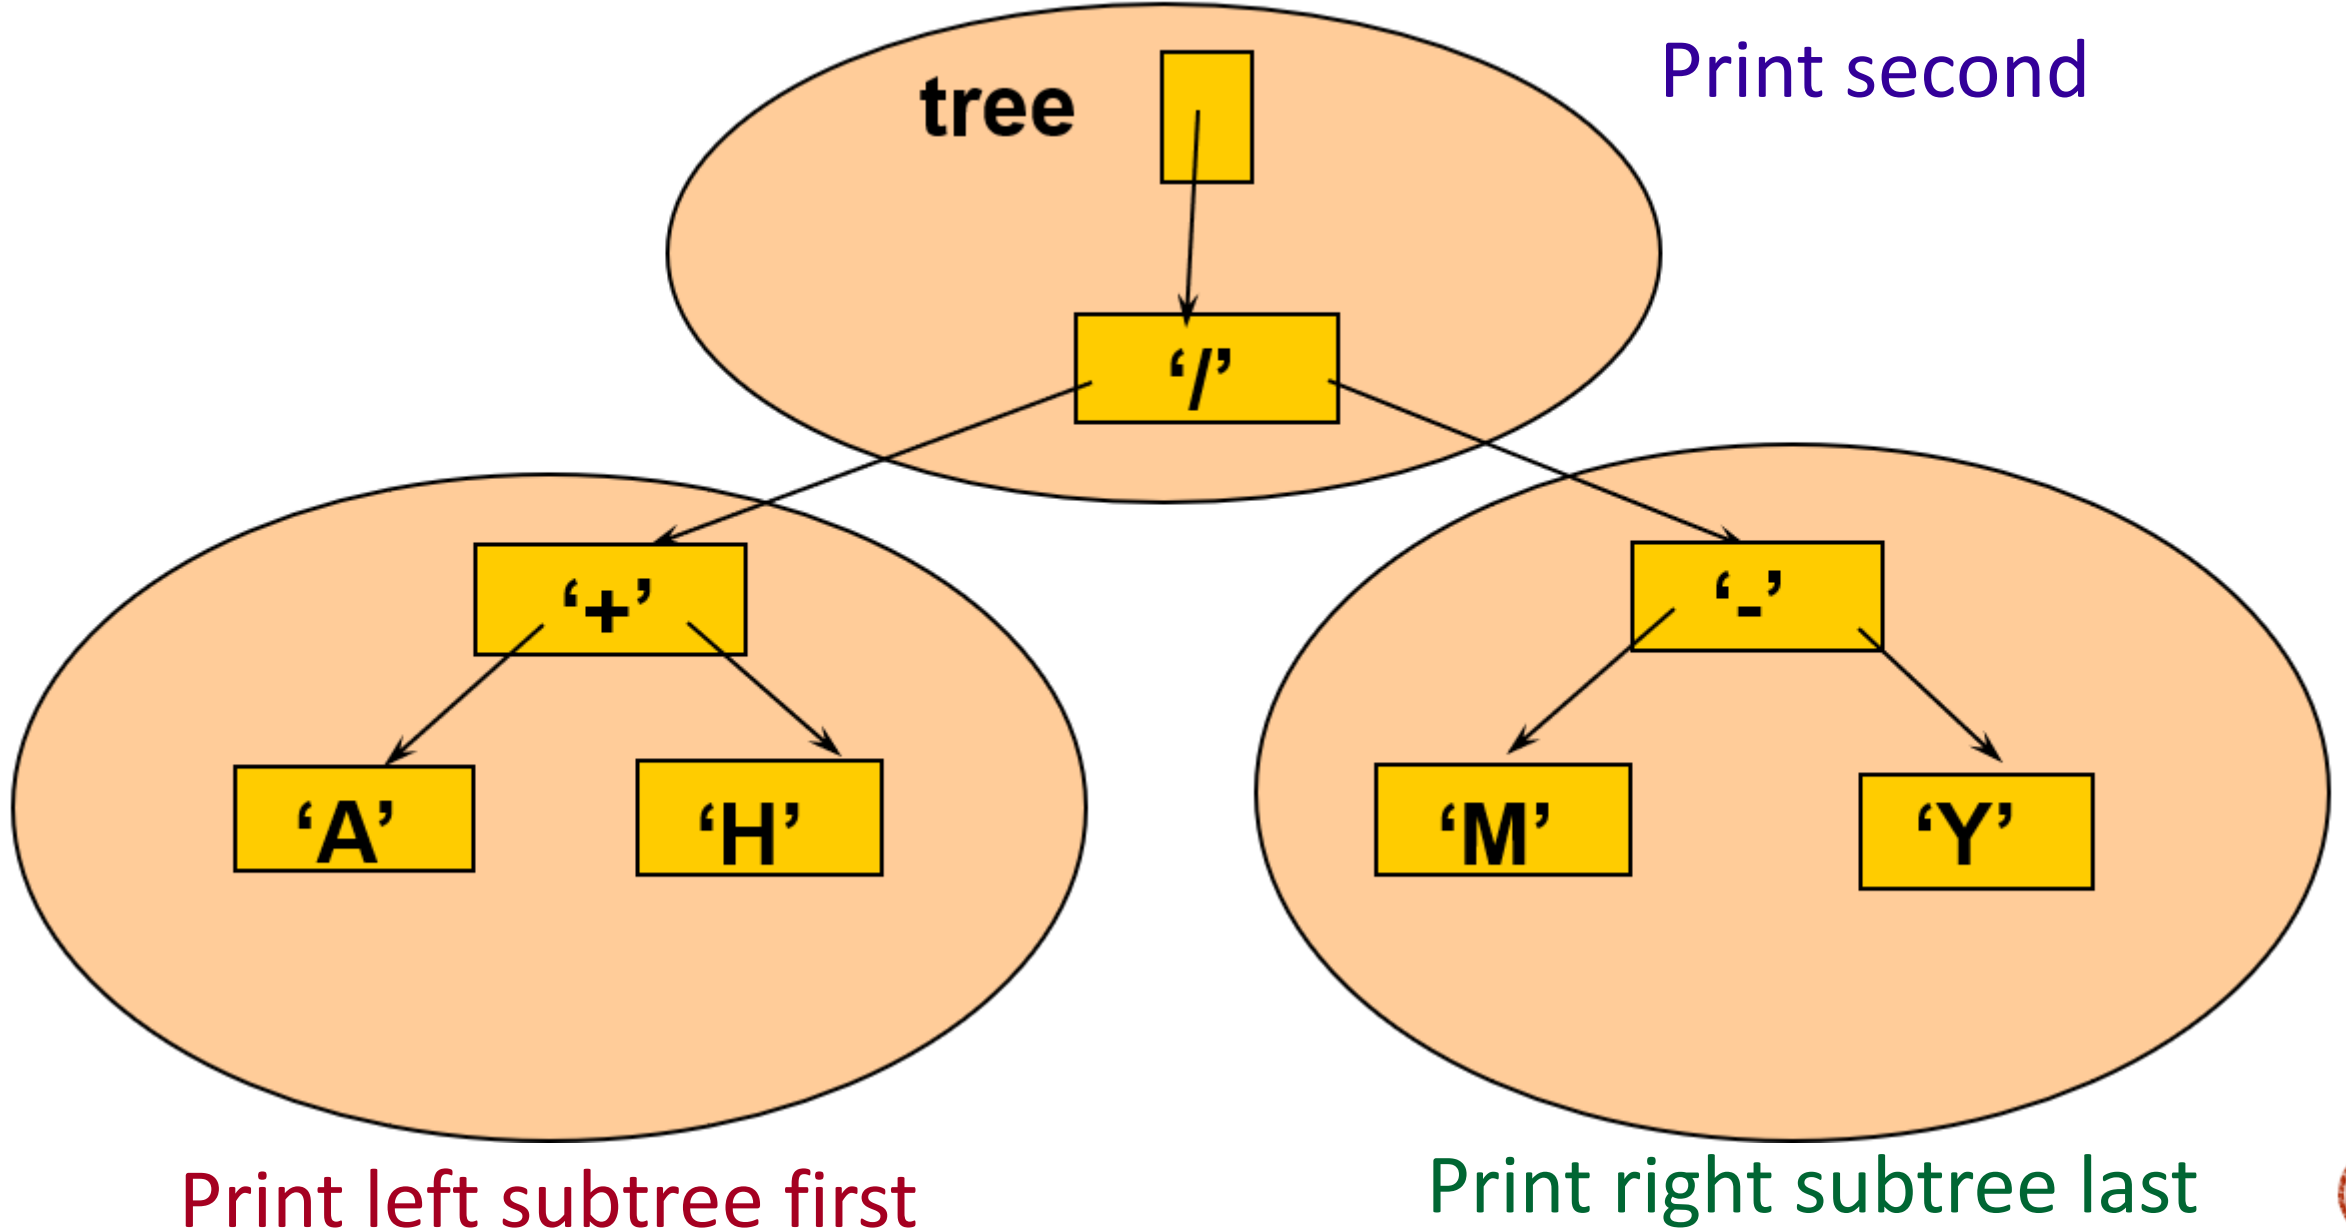 Print second
tree
‘/’
‘+’
‘-’
‘A’
‘H’
‘M’
‘Y’
Print left subtree first
Print right subtree last